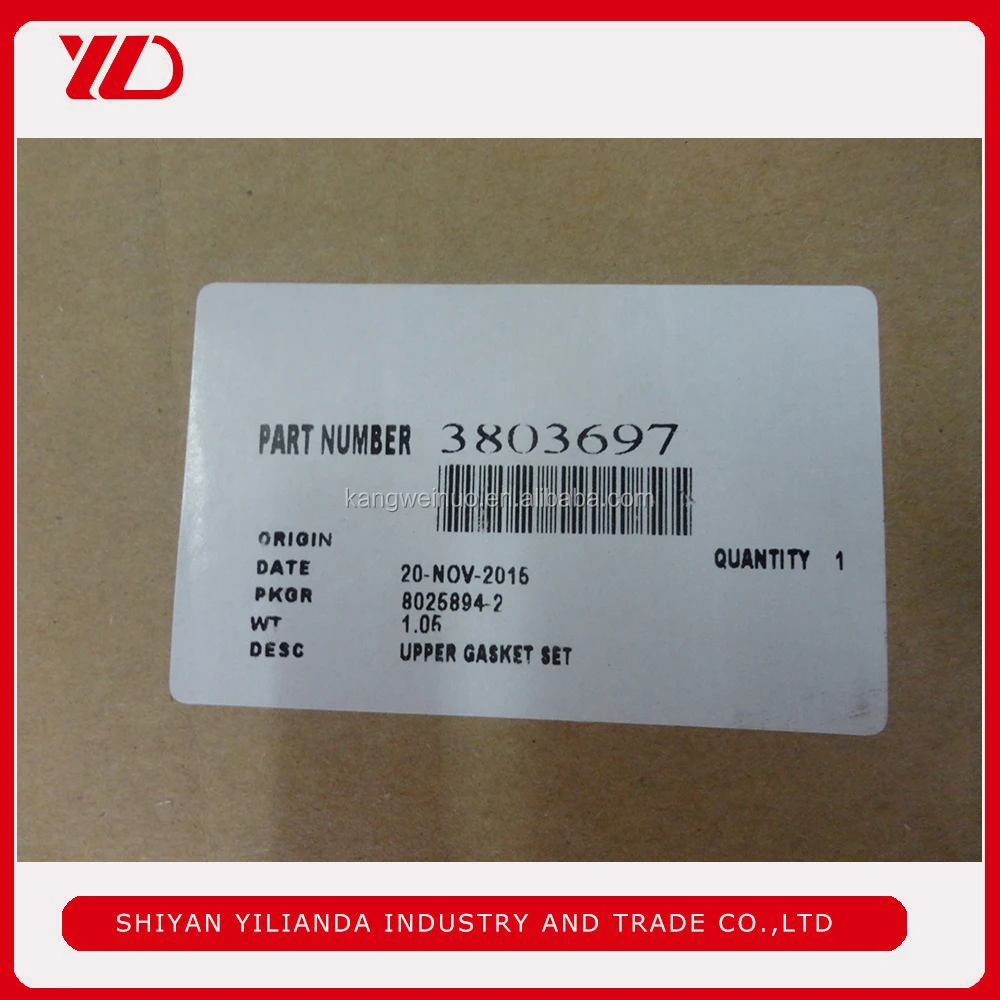 YLD
PART NUMBER 3803697
kangweinuo.en.alibaba.com
ORIGIN
QUANTITY 1
DATE 20-NOV-2015
PKGR 8025894-2
WT 1.05
DESC UPPER GASKET SET
SHIYAN YILIANDA INDUSTRY AND TRADE CO.,LTD